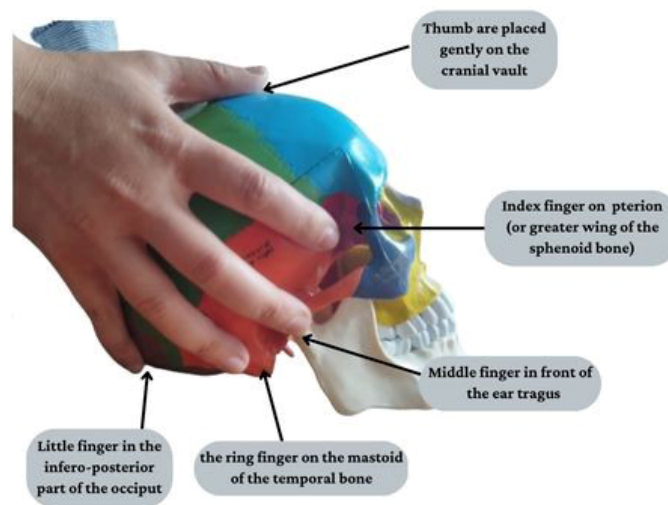 Thumb are placed
gently on the
cranial vault
Index finger on pterion
(or greater wing of the
sphenoid bone)
Middle finger in front of
the ear tragus
Little finger in the
infero-posterior
part of the occiput
the ring finger on the mastoid
of the temporal bone